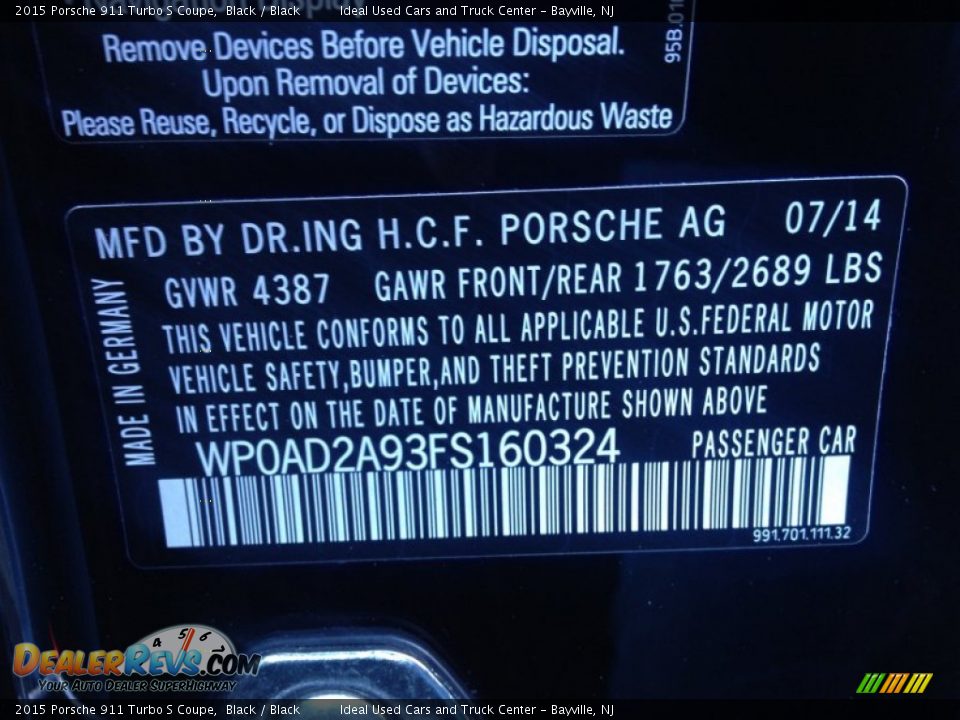 2015 Porsche 911 Turbo S Coupe,  Black / Black    Ideal Used Cars and Truck Center - Bayville, NJ
Remove Devices Before Vehicle Disposal.
Upon Removal of Devices:
Please Reuse, Recycle, or Dispose as Hazardous Waste
MFD BY DR.ING H.C.F. PORSCHE AG 07/14
GVWR 4387 GAWR FRONT/REAR 1763/2689 LBS
THIS VEHICLE CONFORMS TO ALL APPLICABLE U.S.FEDERAL MOTOR
VEHICLE SAFETY,BUMPER,AND THEFT PREVENTION STANDARDS
IN EFFECT ON THE DATE OF MANUFACTURE SHOWN ABOVE
MADE IN GERMANY
WP0AD2A93FS160324 PASSENGER CAR
991.701.111.32
4 5 6
DEALERREVS.COM
YOUR AUTO DEALER SUPERHIGHWAY
2015 Porsche 911 Turbo S Coupe,  Black / Black    Ideal Used Cars and Truck Center - Bayville, NJ